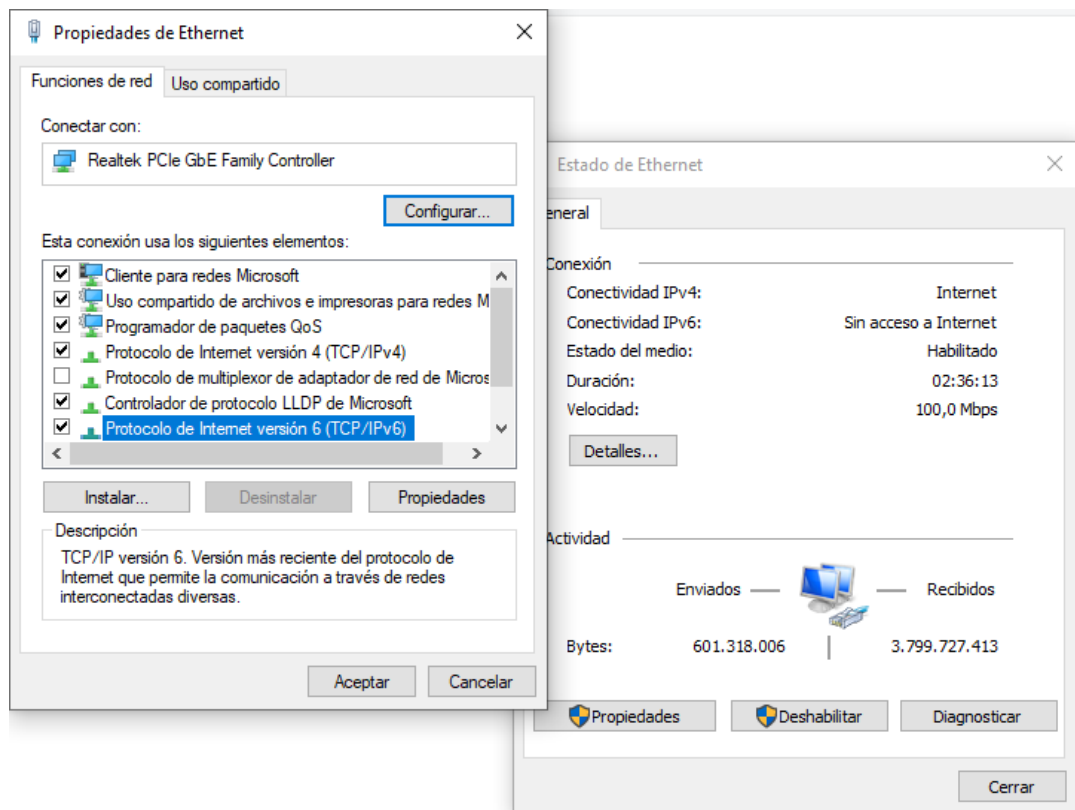 Propiedades de Ethernet
Funciones de red
Uso compartido
Conectar con:
Realtek PCIe GbE Family Controller
Configurar...
Esta conexión usa los siguientes elementos:
Cliente para redes Microsoft
Uso compartido de archivos e impresoras para redes M
Programador de paquetes QoS
Protocolo de Internet versión 4 (TCP/IPv4)
Protocolo de multiplexor de adaptador de red de Micros
Controlador de protocolo LLDP de Microsoft
Protocolo de Internet versión 6 (TCP/IPv6)
Instalar...
Desinstalar
Propiedades
Descripción
TCP/IP versión 6. Versión más reciente del protocolo de
Internet que permite la comunicación a través de redes
interconectadas diversas.
Aceptar
Cancelar
Estado de Ethernet
eneral
Conexión
Conectividad IPv4: Internet
Conectividad IPv6: Sin acceso a Internet
Estado del medio: Habilitado
Duración: 02:36:13
Velocidad: 100,0 Mbps
Detalles...
Actividad
Enviados
Recibidos
Bytes: 601.318.006 3.799.727.413
Propiedades
Deshabilitar
Diagnosticar
Cerrar